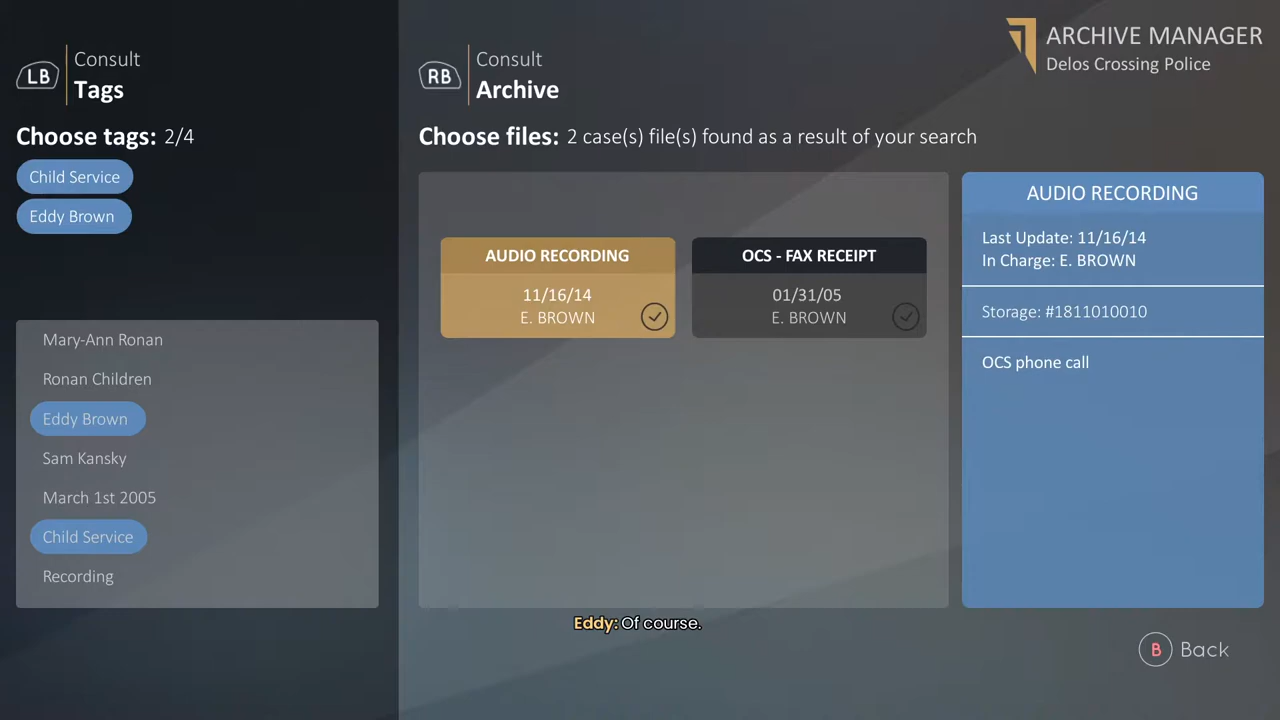 LB
Consult
Tags
Choose tags: 2/4
Child Service
Eddy Brown
Mary-Ann Ronan
Ronan Children
Eddy Brown
Sam Kansky
March 1st 2005
Child Service
Recording
RB
Consult
Archive
ARCHIVE MANAGER
Delos Crossing Police
Choose files: 2 case(s) file(s) found as a result of your search
AUDIO RECORDING
11/16/14
E. BROWN
OCS - FAX RECEIPT
01/31/05
E. BROWN
AUDIO RECORDING
Last Update: 11/16/14
In Charge: E. BROWN
Storage: #1811010010
OCS phone call
Eddy: Of course.
B Back